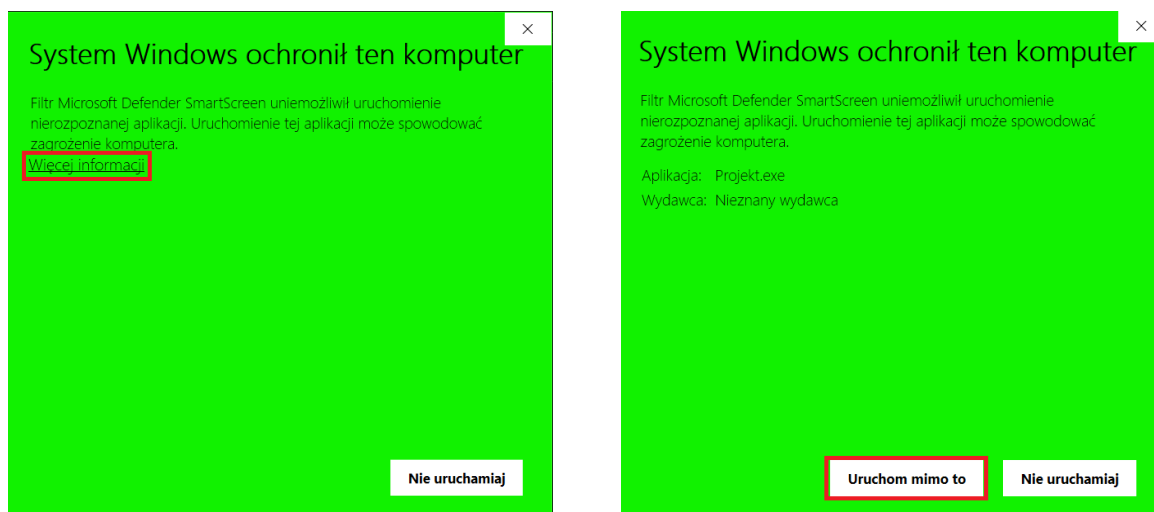 System Windows ochronił ten komputer
Filtr Microsoft Defender SmartScreen uniemożliwił uruchomienie
nierozpoznanej aplikacji. Uruchomienie tej aplikacji może spowodować
zagrożenie komputera.
Więcej informacji
Nie uruchamiaj
System Windows ochronił ten komputer
Filtr Microsoft Defender SmartScreen uniemożliwił uruchomienie
nierozpoznanej aplikacji. Uruchomienie tej aplikacji może spowodować
zagrożenie komputera.
Aplikacja: Projekt.exe
Wydawca: Nieznany wydawca
Uruchom mimo to Nie uruchamiaj